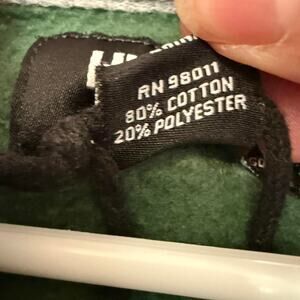 RN 98011
80% COTTON
20% POLYESTER